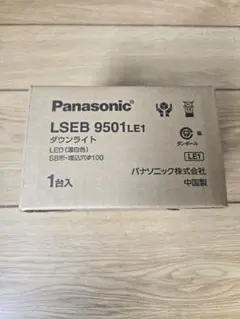 Panasonic
LSEB 9501 LE1
ダウンライト
LED(温白色)
SB形・埋込穴φ100
1台入
ダンボール
LE1
パナソニック株式会社
中国製